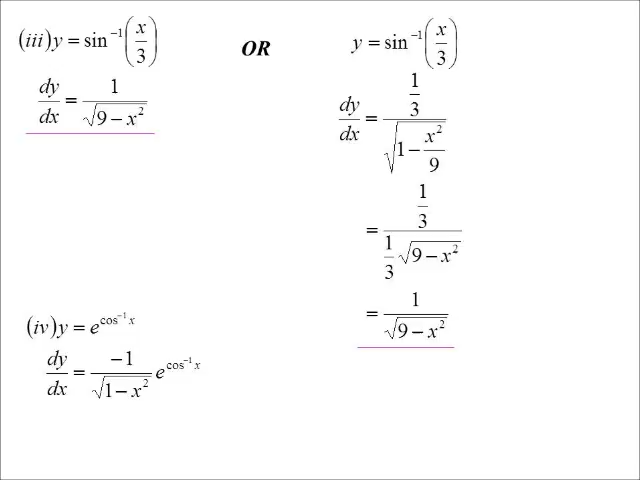 (iii) y = sin⁻¹(x/3)
dy/dx = 1/√(9 − x²)
OR
y = sin⁻¹(x/3)
dy/dx = (1/3)/√(1 − x²/9)
= (1/3)/((1/3)√(9 − x²))
= 1/√(9 − x²)
(iv) y = e^(cos⁻¹ x)
dy/dx = −1/√(1 − x²) e^(cos⁻¹ x)